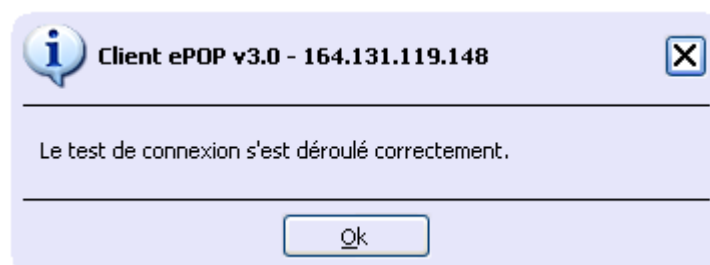 Client ePOP v3.0 - 164.131.119.148
Le test de connexion s'est déroulé correctement.
Ok